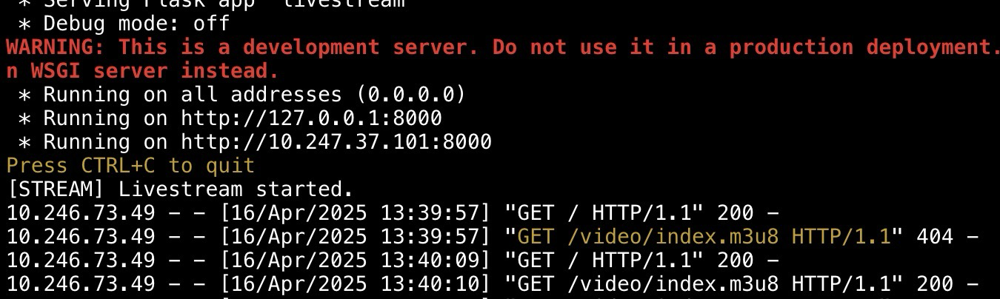 * Serving Flask app 'livestream'
* Debug mode: off
WARNING: This is a development server. Do not use it in a production deployment.
n WSGI server instead.
* Running on all addresses (0.0.0.0)
* Running on http://127.0.0.1:8000
* Running on http://10.247.37.101:8000
Press CTRL+C to quit
[STREAM] Livestream started.
10.246.73.49 - - [16/Apr/2025 13:39:57] "GET / HTTP/1.1" 200 -
10.246.73.49 - - [16/Apr/2025 13:39:57] "GET /video/index.m3u8 HTTP/1.1" 404 -
10.246.73.49 - - [16/Apr/2025 13:40:09] "GET / HTTP/1.1" 200 -
10.246.73.49 - - [16/Apr/2025 13:40:10] "GET /video/index.m3u8 HTTP/1.1" 200 -